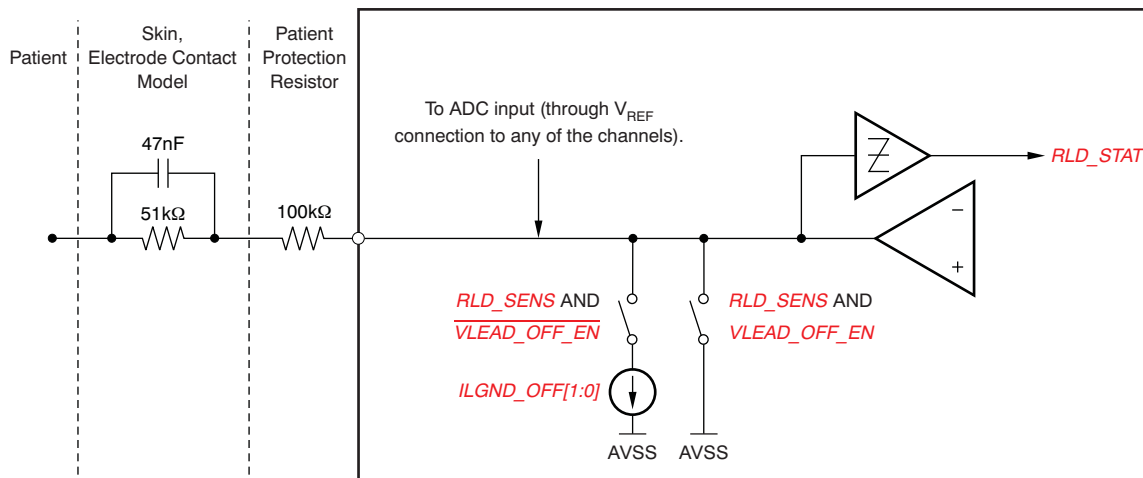 Patient
Skin,
Electrode Contact
Model
Patient
Protection
Resistor
47nF
51kΩ
100kΩ
To ADC input (through VREF
connection to any of the channels).
RLD_STAT
−
+
RLD_SENS AND
VLEAD_OFF_EN
RLD_SENS AND
VLEAD_OFF_EN
ILGND_OFF[1:0]
AVSS
AVSS